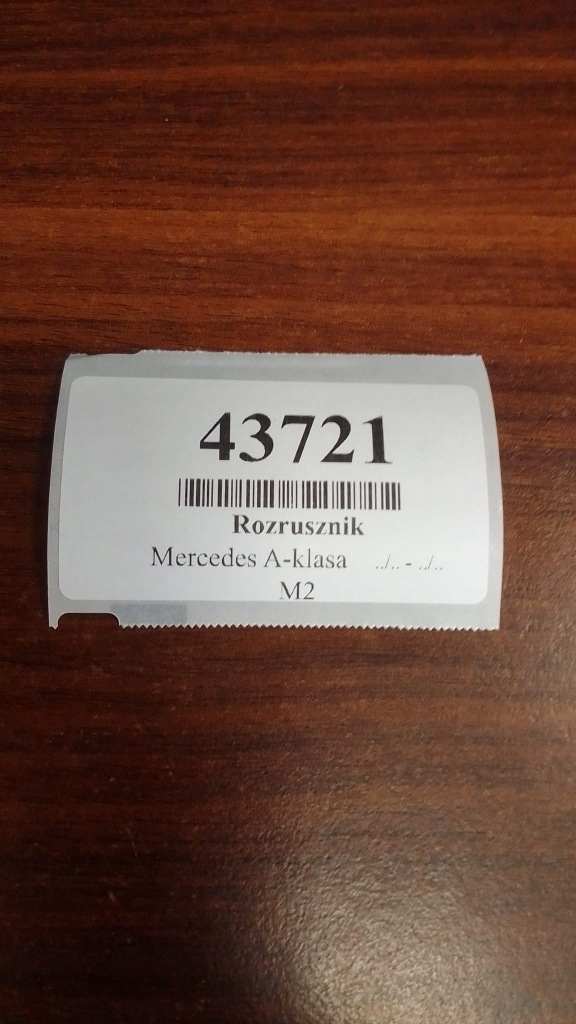 43721
Rozrusznik
Mercedes A-klasa ../.. - ../..
M2